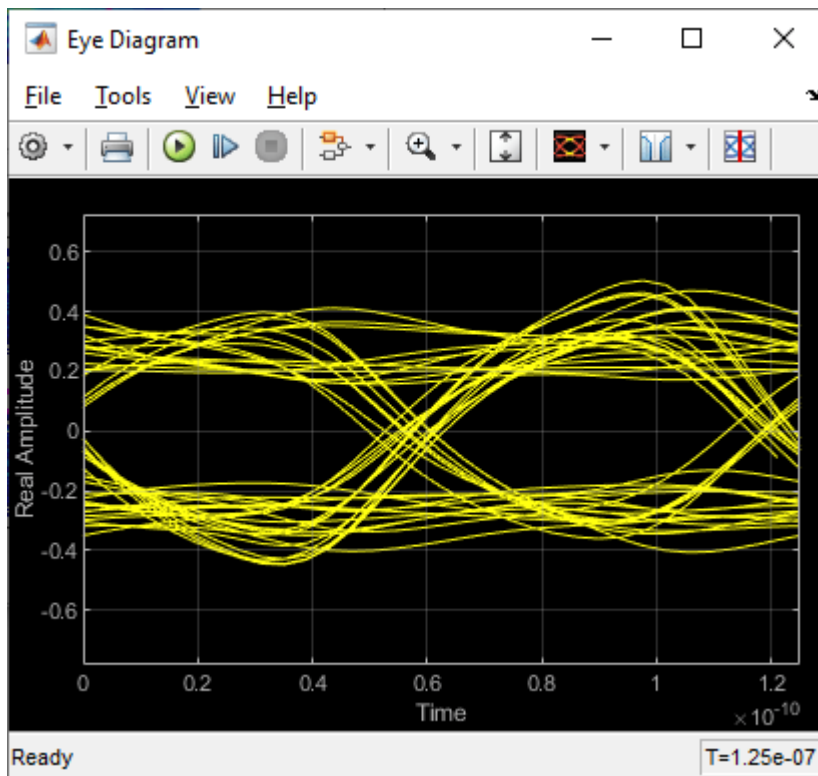 Eye Diagram
File Tools View Help
Real Amplitude
0.6
0.4
0.2
0
-0.2
-0.4
-0.6
0 0.2 0.4 0.6 0.8 1 1.2
Time
×10⁻¹⁰
Ready T=1.25e-07